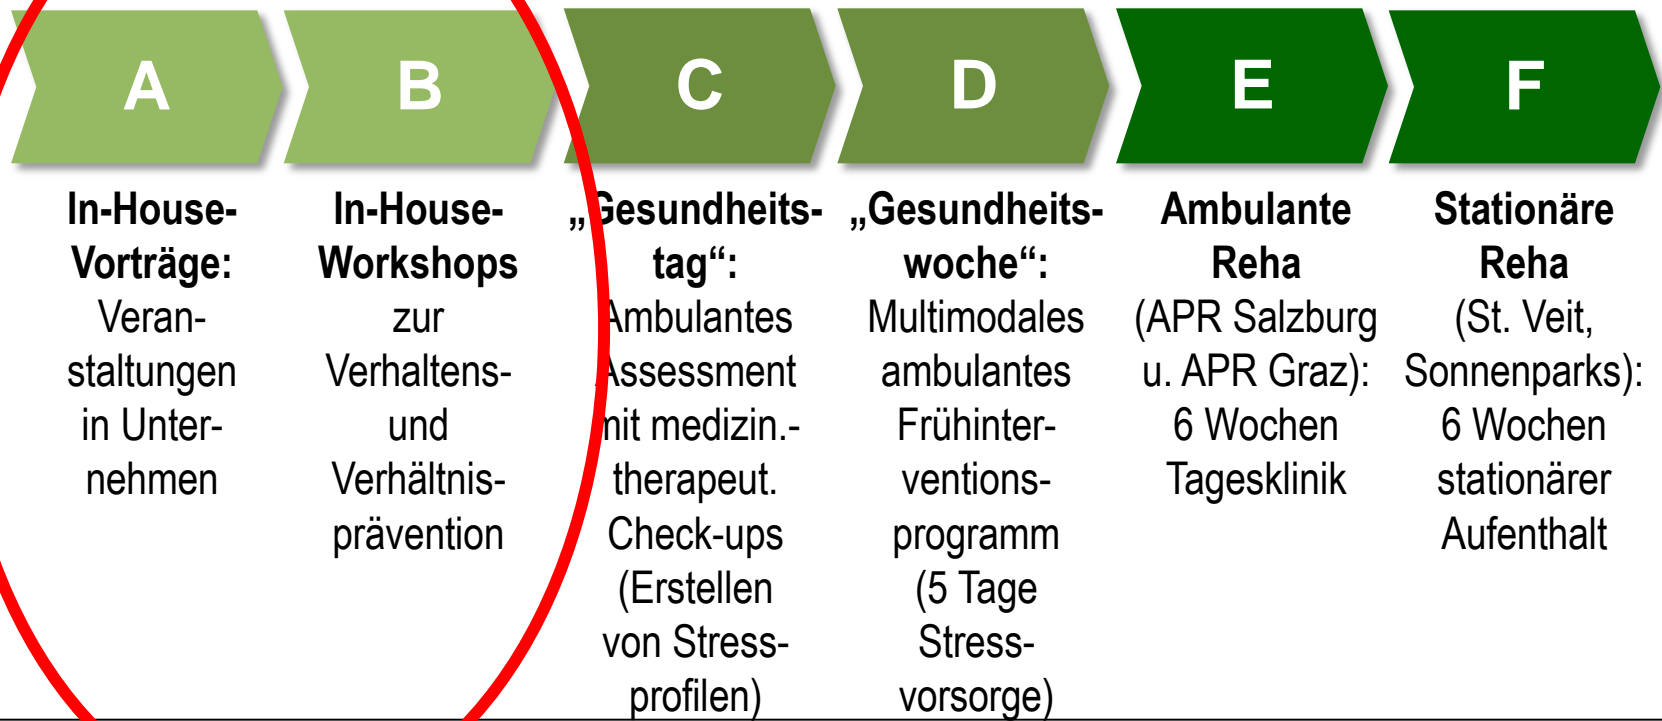 A
In-House-
Vorträge:
Veran-
staltungen
in Unter-
nehmen
B
In-House-
Workshops
zur
Verhaltens-
und
Verhältnis-
prävention
C
„Gesundheits-
tag“:
Ambulantes
Assessment
mit medizin.-
therapeut.
Check-ups
(Erstellen
von Stress-
profilen)
D
„Gesundheits-
woche“:
Multimodales
ambulantes
Frühinter-
ventions-
programm
(5 Tage
Stress-
vorsorge)
E
Ambulante
Reha
(APR Salzburg
u. APR Graz):
6 Wochen
Tagesklinik
F
Stationäre
Reha
(St. Veit,
Sonnenparks):
6 Wochen
stationärer
Aufenthalt